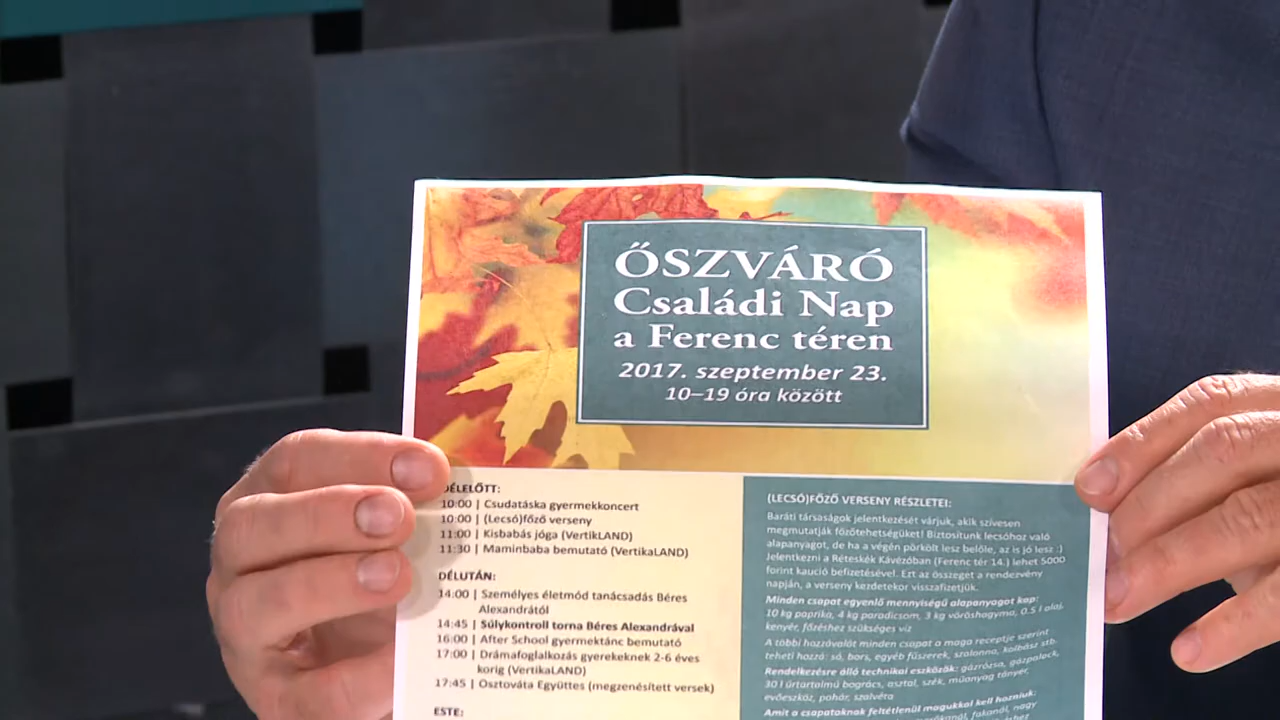 ŐSZVÁRÓ
Családi Nap
a Ferenc téren
2017. szeptember 23.
10–19 óra között
DÉLELŐTT:
10:00 | Csudatáska gyermekkoncert
10:00 | (Lecsó)főző verseny
11:00 | Kisbabás jóga (VertikLAND)
11:30 | Maminbaba bemutató (VertikaLAND)
DÉLUTÁN:
14:00 | Személyes életmód tanácsadás Béres
Alexandrától
14:45 | Súlykontroll torna Béres Alexandrával
16:00 | After School gyermektánc bemutató
17:00 | Drámafoglalkozás gyerekeknek 2-6 éves
korig (VertikaLAND)
17:45 | Osztováta Együttes (megzenésített versek)
ESTE:
(LECSÓ)FŐZŐ VERSENY RÉSZLETEI:
Baráti társaságok jelentkezését várjuk, akik szívesen
megmutatják főzőtehetségüket! Biztosítunk lecsóhoz való
alapanyagot, de ha a végén pörkölt lesz belőle, az is jó lesz :)
Jelentkezni a Réteskék Kávézóban (Ferenc tér 14.) lehet 5000
forint kaució befizetésével. Ezt az összeget a rendezvény
napján, a verseny kezdetekor visszafizetjük.
Minden csapat egyenlő mennyiségű alapanyagot kap:
10 kg paprika, 4 kg paradicsom, 3 kg vöröshagyma, 0.5 l olaj,
kenyér, főzéshez szükséges víz
A többi hozzávalót minden csapat a maga receptje szerint
teheti hozzá: só, bors, egyéb fűszerek, szalonna, kolbász stb.
Rendelkezésre álló technikai eszközök: gázrózsa, gázpalack,
30 l űrtartalmú bogrács, asztal, szék, műanyag tányér,
evőeszköz, pohár, szalvéta
Amit a csapatoknak feltétlenül magukkal kell hozniuk:
fakanál, nagy